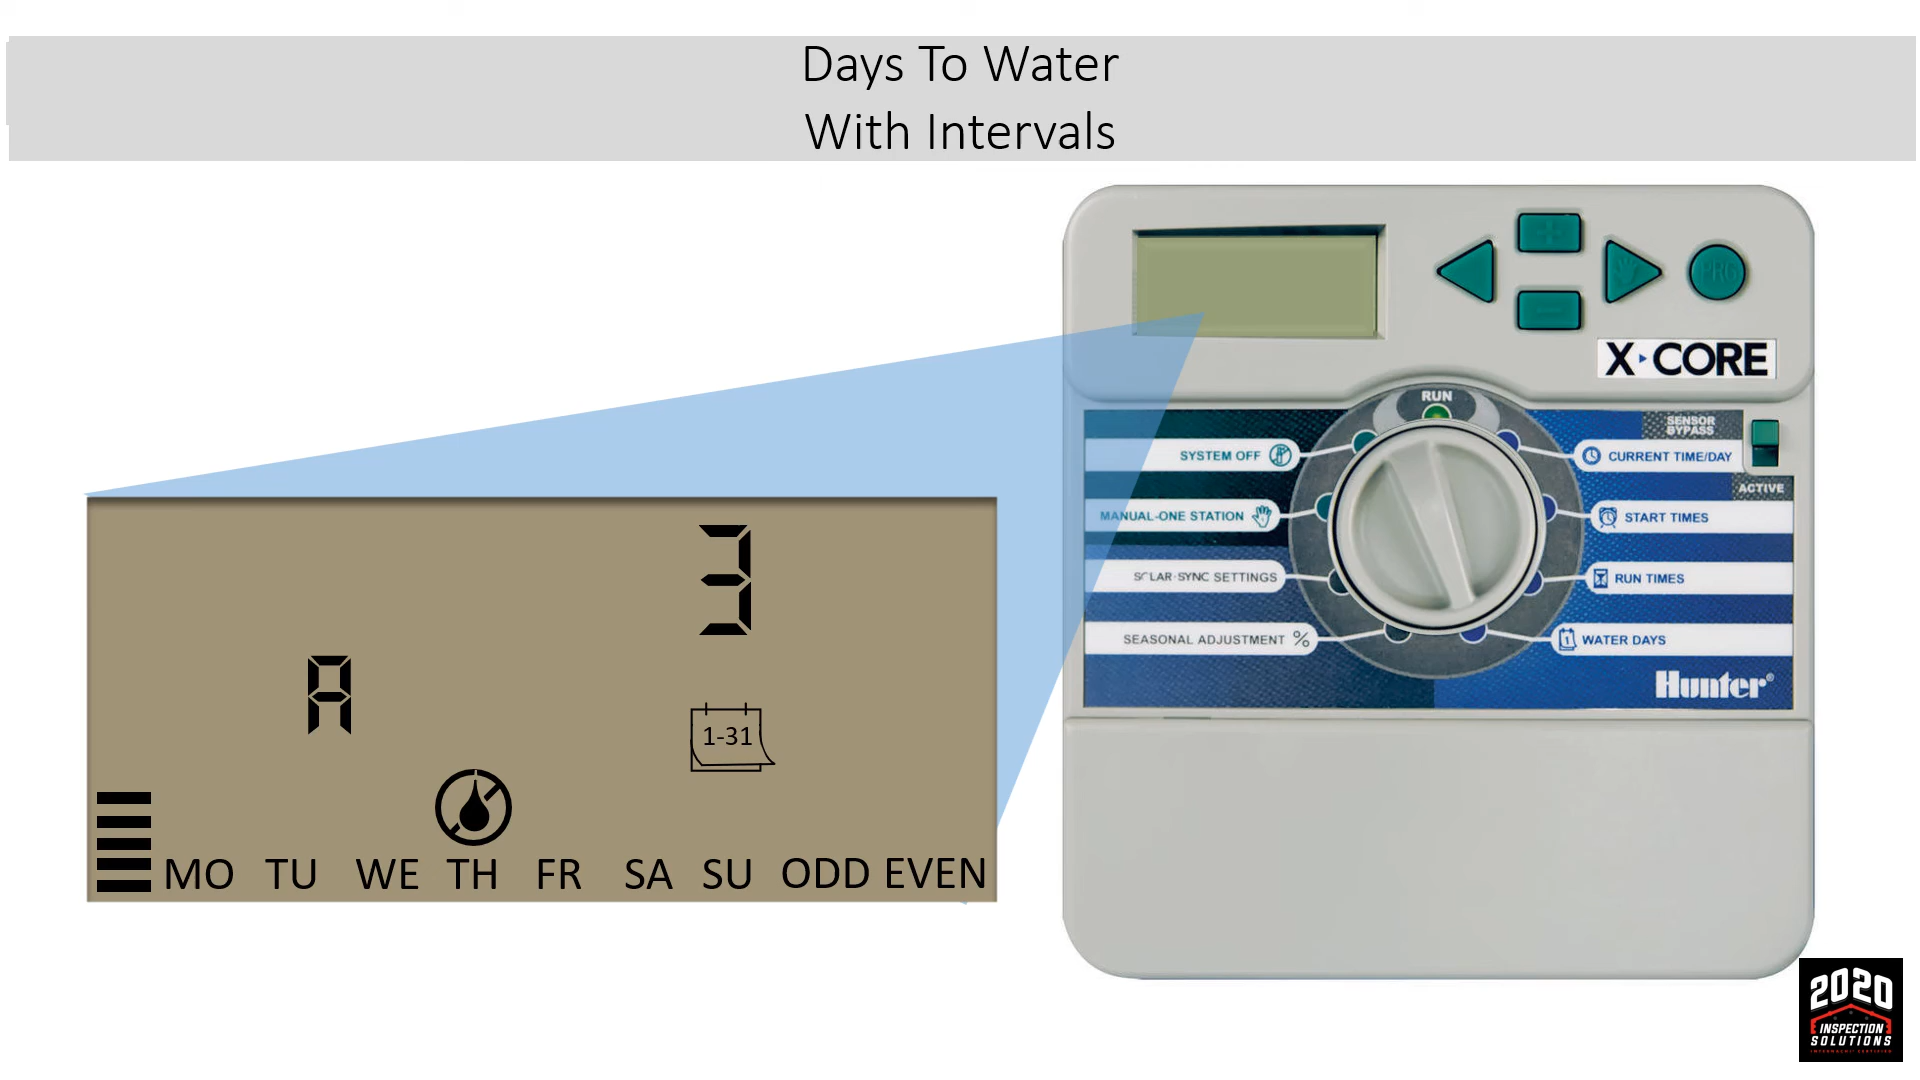 Days To Water
With Intervals
PRG
X CORE
RUN
SENSOR
BYPASS
SYSTEM OFF
CURRENT TIME/DAY
ACTIVE
MANUAL-ONE STATION
START TIMES
SOLAR-SYNC SETTINGS
RUN TIMES
SEASONAL ADJUSTMENT %
1 WATER DAYS
Hunter®
3
A
1-31
MO TU WE TH FR SA SU ODD EVEN
2020
INSPECTION
SOLUTIONS